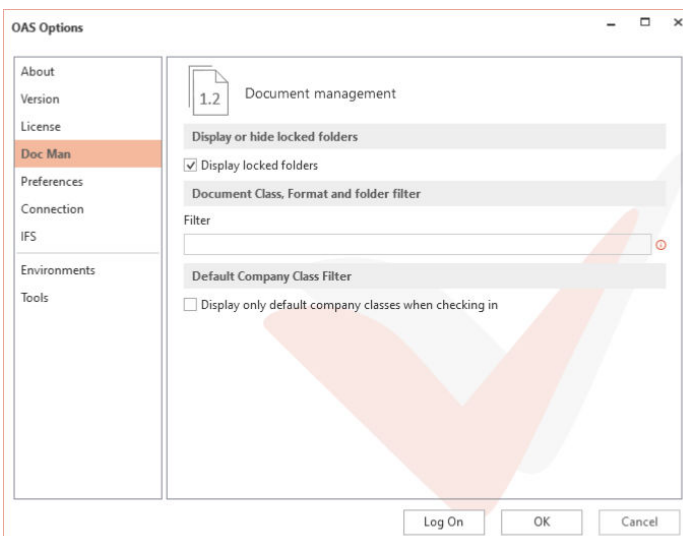 OAS Options
About
Version
License
Doc Man
Preferences
Connection
IFS
Environments
Tools
1.2
Document management
Display or hide locked folders
Display locked folders
Document Class, Format and folder filter
Filter
Default Company Class Filter
Display only default company classes when checking in
Log On
OK
Cancel